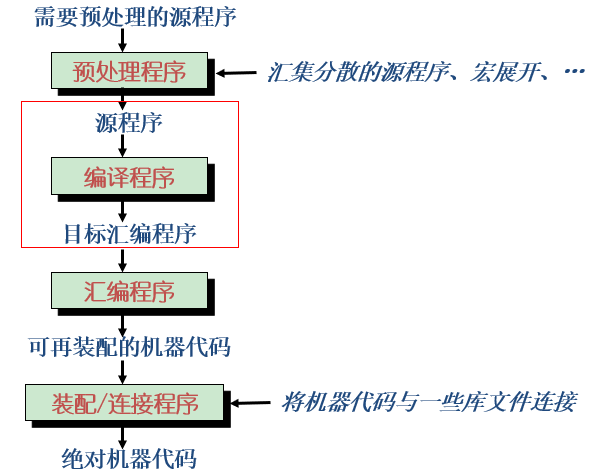 需要预处理的源程序
预处理程序
汇集分散的源程序、宏展开、…
源程序
编译程序
目标汇编程序
汇编程序
可再装配的机器代码
装配/连接程序
将机器代码与一些库文件连接
绝对机器代码